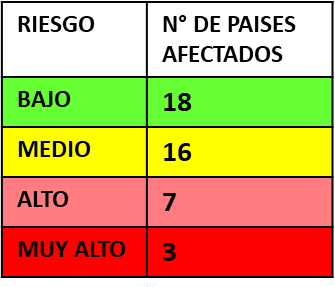 RIESGO
N° DE PAISES
AFECTADOS
BAJO 18
MEDIO 16
ALTO 7
MUY ALTO 3